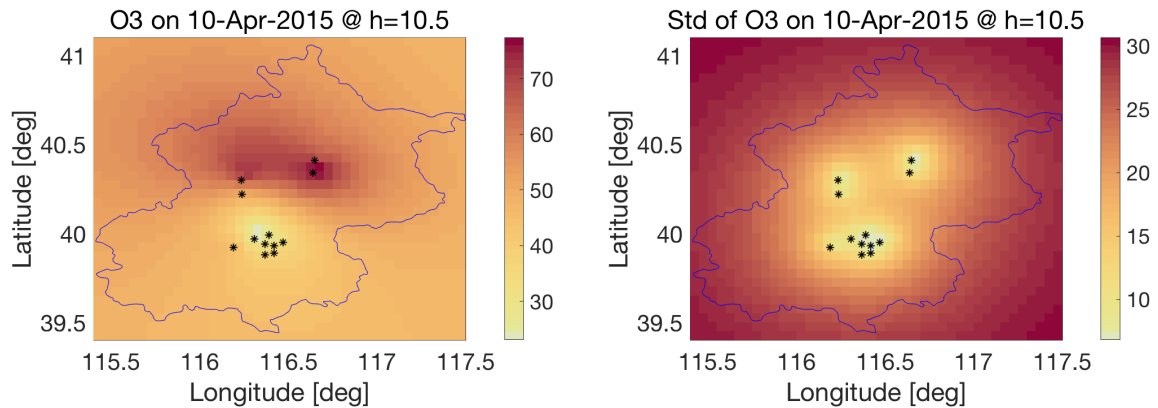 O3 on 10-Apr-2015 @ h=10.5
41
40.5
40
39.5
Latitude [deg]
115.5 116 116.5 117 117.5
Longitude [deg]
70
60
50
40
30
Std of O3 on 10-Apr-2015 @ h=10.5
41
40.5
40
39.5
Latitude [deg]
115.5 116 116.5 117 117.5
Longitude [deg]
30
25
20
15
10